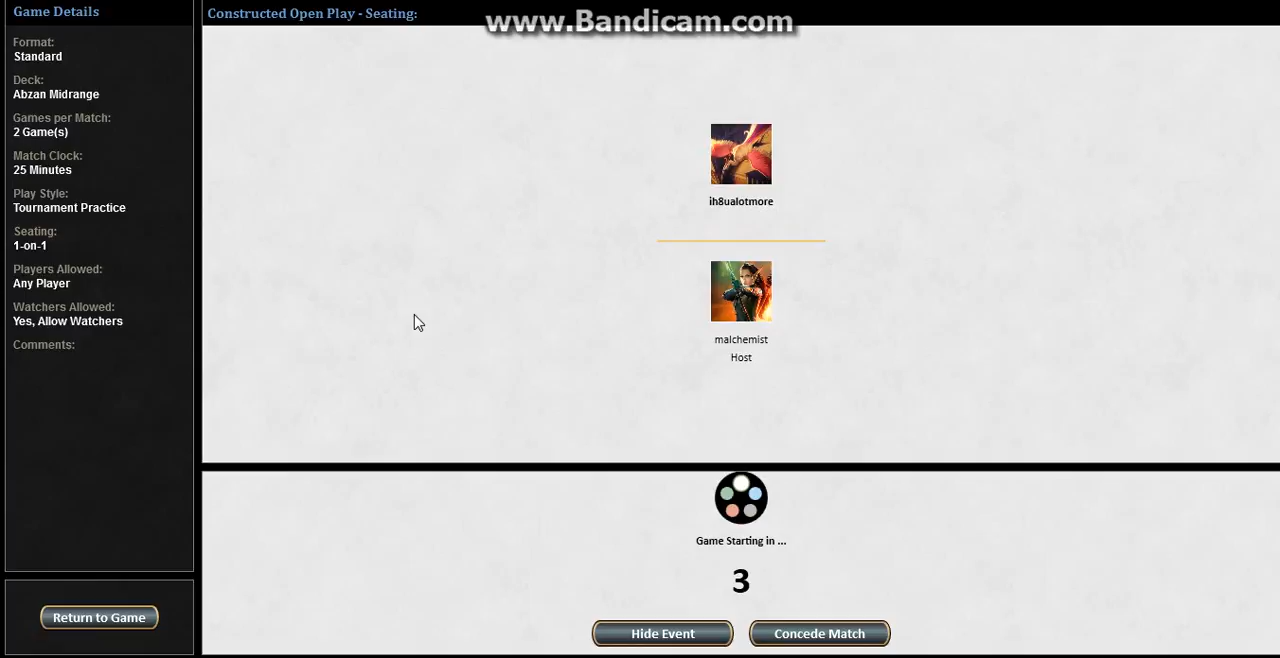 Game Details
Format:
Standard
Deck:
Abzan Midrange
Games per Match:
2 Game(s)
Match Clock:
25 Minutes
Play Style:
Tournament Practice
Seating:
1-on-1
Players Allowed:
Any Player
Watchers Allowed:
Yes, Allow Watchers
Comments:
Return to Game
Constructed Open Play - Seating:
www.Bandicam.com
ih8ualotmore
malchemist
Host
Game Starting in ...
3
Hide Event
Concede Match